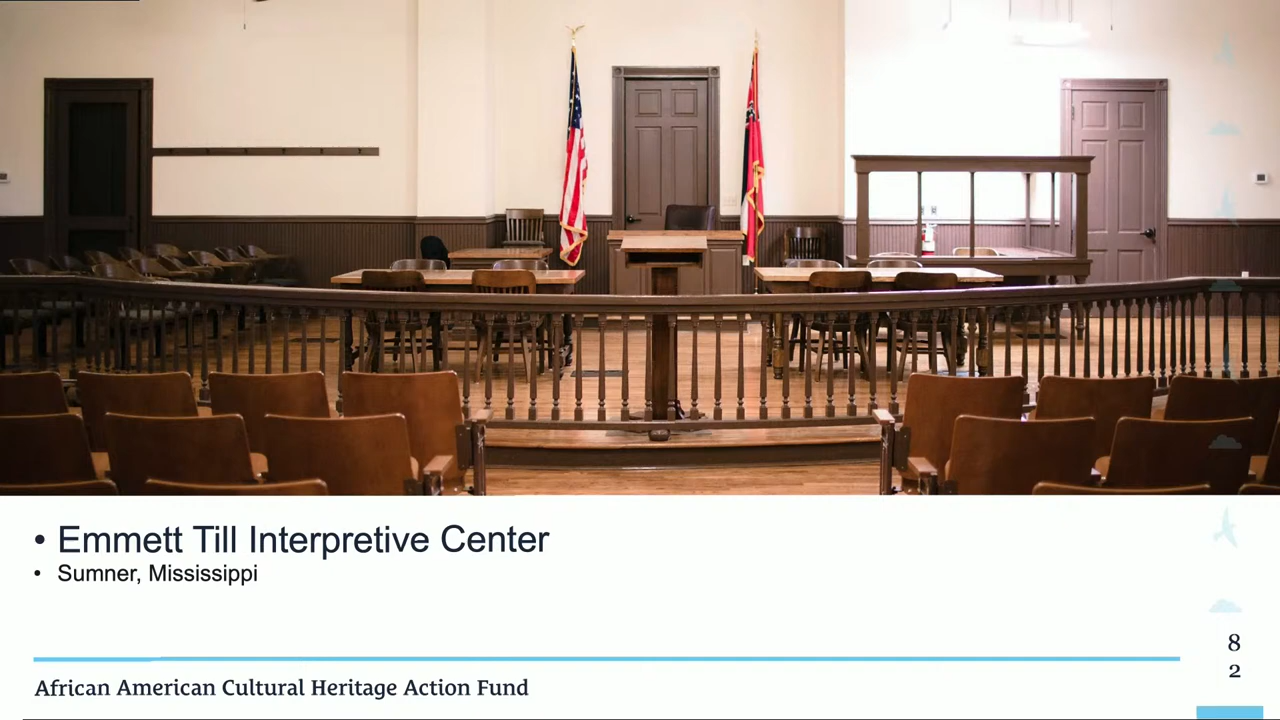 • Emmett Till Interpretive Center
• Sumner, Mississippi
8
2
African American Cultural Heritage Action Fund